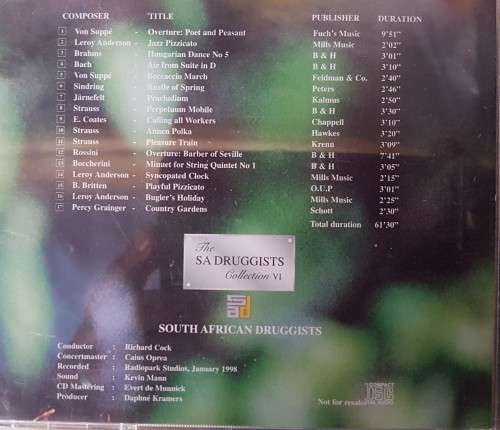 COMPOSER TITLE PUBLISHER DURATION
1 Von Suppé - Overture: Poet and Peasant Fuch's Music 9'51"
2 Leroy Anderson - Jazz Pizzicato Mills Music 2'02"
3 Brahms - Hungarian Dance No 5 B & H 3'01"
4 Bach - Air from Suite in D B & H 3'10"
5 Von Suppé - Boccaccio March Feldman & Co. 2'40"
6 Sindring - Rustle of Spring Peters 2'46"
7 Järnefelt - Praeludium Kalmus 2'50"
8 Strauss - Perpetuum Mobile B & H 3'30"
9 E. Coates - Calling all Workers Chappell 3'10"
10 Strauss - Annen Polka Hawkes 3'20"
11 Strauss - Pleasure Train Krenn 3'09"
12 Rossini - Overture: Barber of Seville B & H 7'41"
13 Boccherini - Minuet for String Quintet No 1 B & H 3'05"
14 Leroy Anderson - Syncopated Clock Mills Music 2'15"
15 B. Britten - Playful Pizzicato O.U.P 3'01"
16 Leroy Anderson - Bugler's Holiday Mills Music 2'25"
17 Percy Grainger - Country Gardens Schott 2'30"
Total duration 61'30"
The
SA DRUGGISTS
Collection VI
sad
SOUTH AFRICAN DRUGGISTS
Conductor : Richard Cock
Concertmaster : Caius Oprea
Recorded : Radiopark Studios, January 1998
Sound : Kevin Mann
CD Mastering : Evert de Munnick
Producer : Daphné Kramers
Not for resale
COMPACT
disc
DIGITAL AUDIO